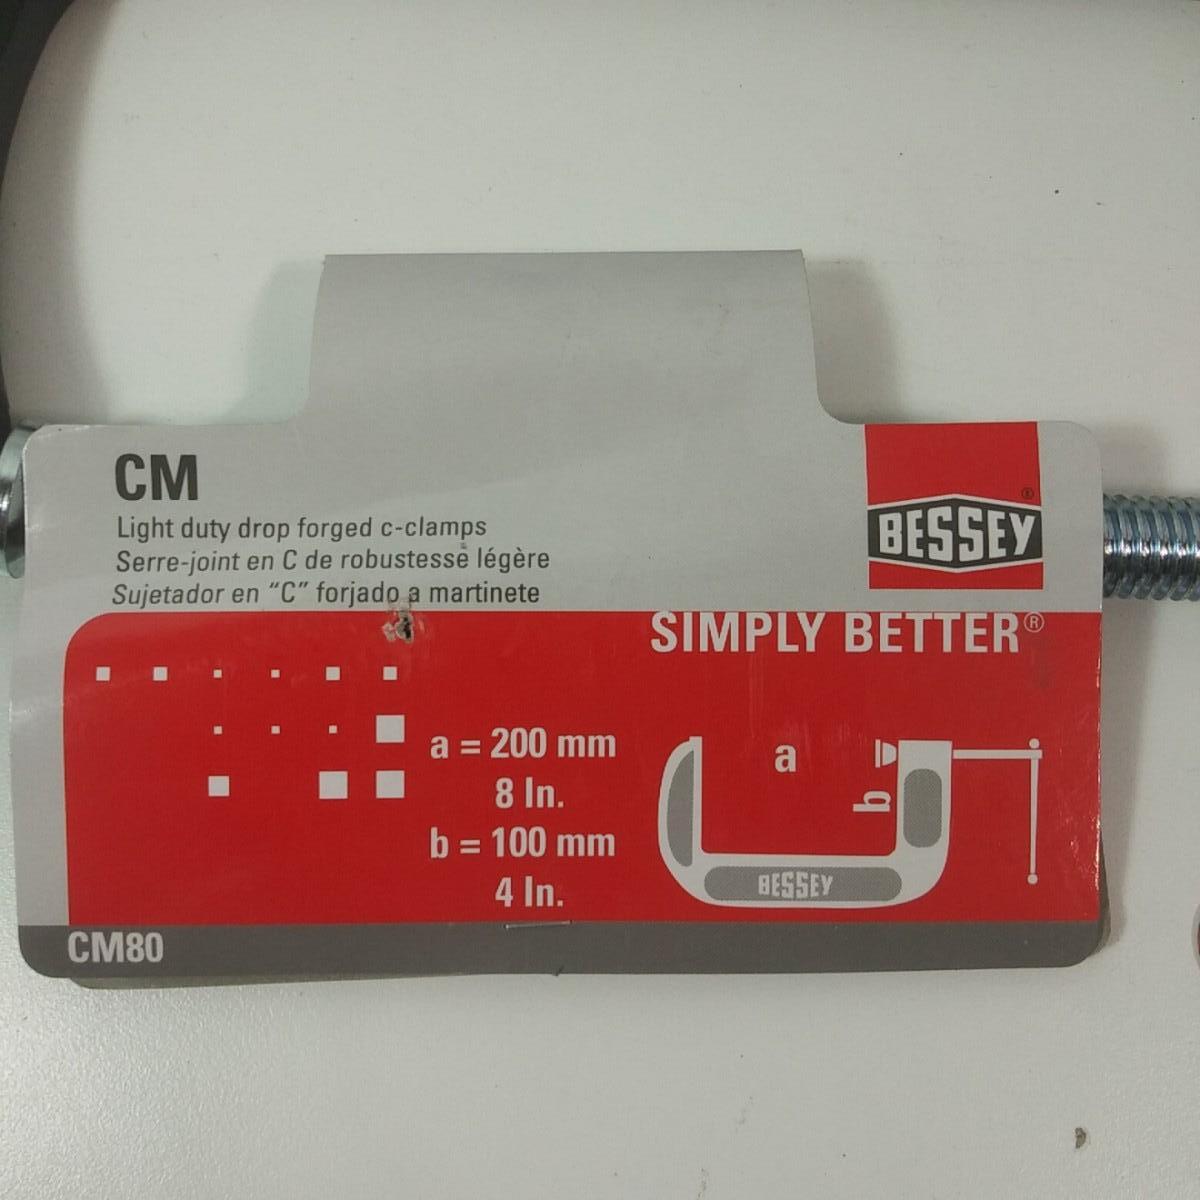 CM
Light duty drop forged c-clamps
Serre-joint en C de robustesse légère
Sujetador en “C” forjado a martinete
BESSEY®
SIMPLY BETTER®
a = 200 mm
8 In.
b = 100 mm
4 In.
a
b
BESSEY
CM80